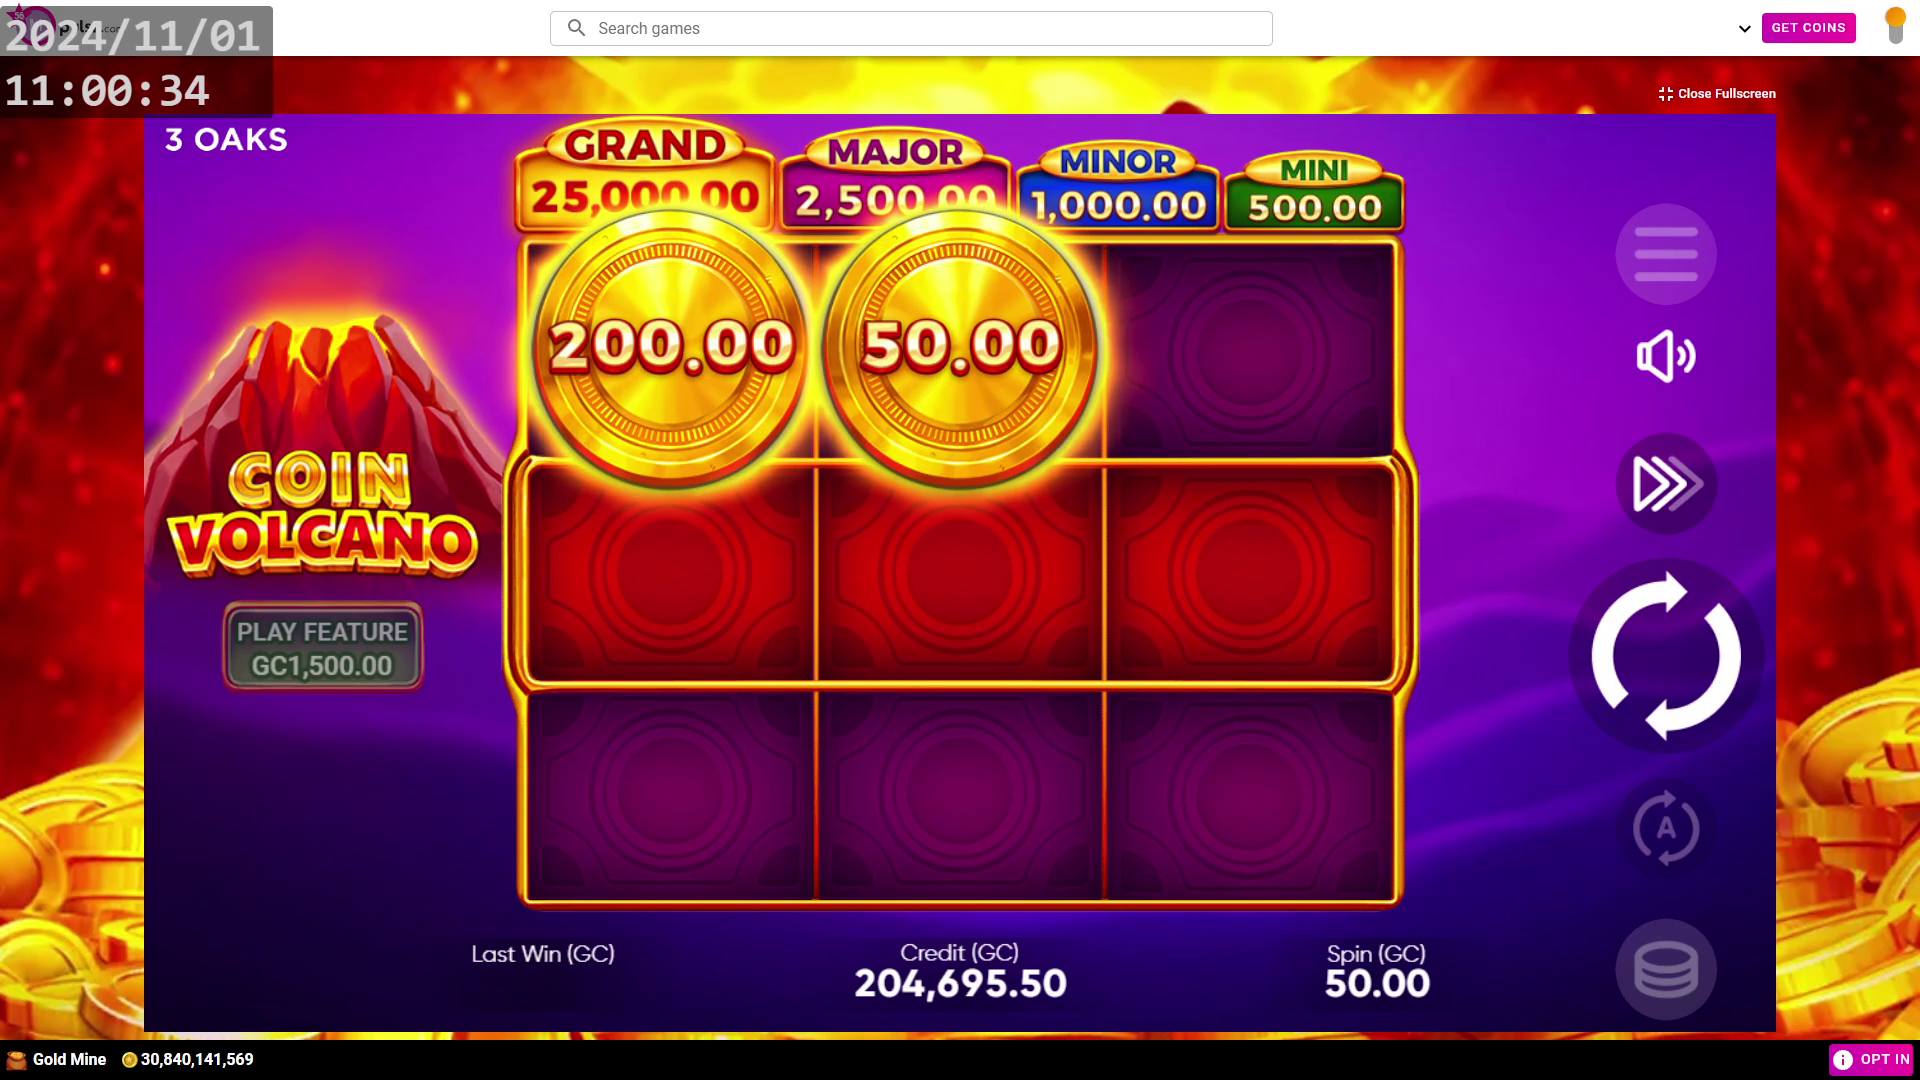 2024/11/01
11:00:34
Search games
GET COINS
Close Fullscreen
3 OAKS
GRAND
25,000.00
MAJOR
2,500.00
MINOR
1,000.00
MINI
500.00
200.00
50.00
COIN
VOLCANO
PLAY FEATURE
GC1,500.00
A
Last Win (GC)
Credit (GC)
204,695.50
Spin (GC)
50.00
Gold Mine
30,840,141,569
OPT IN